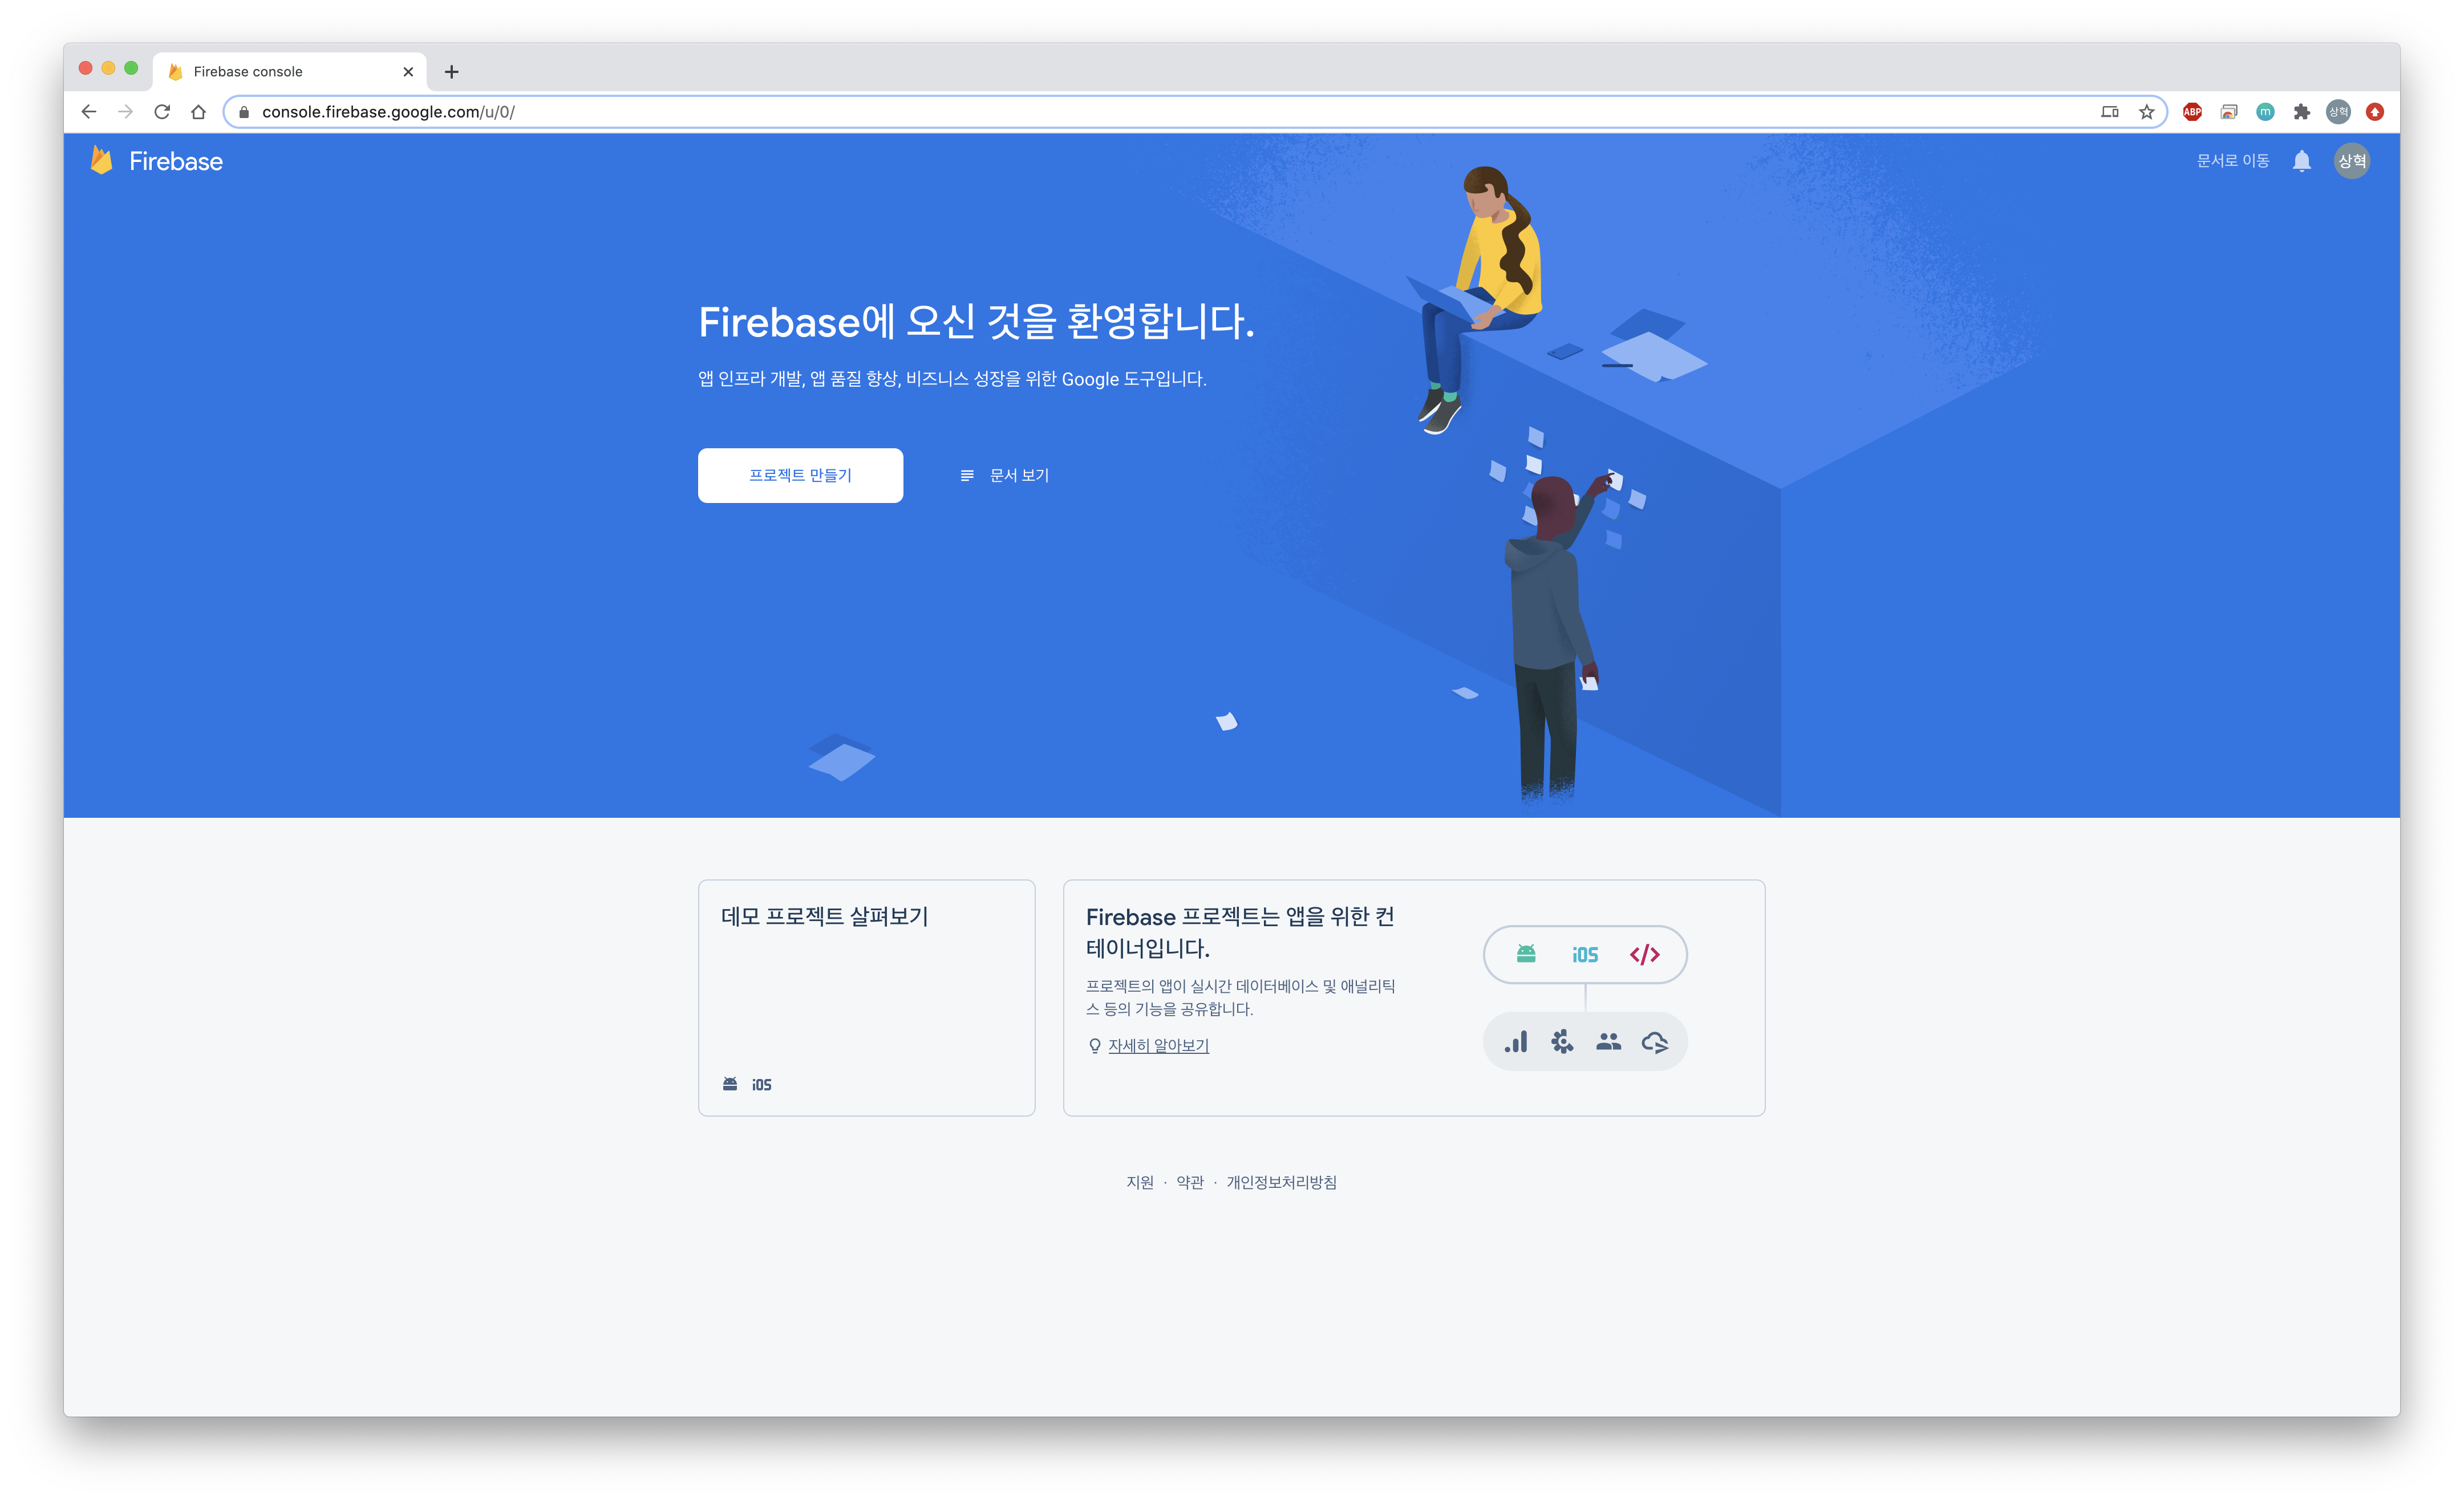 Firebase console
console.firebase.google.com/u/0/
ABP
m
상혁
Firebase
문서로 이동
상혁
Firebase에 오신 것을 환영합니다.
앱 인프라 개발, 앱 품질 향상, 비즈니스 성장을 위한 Google 도구입니다.
프로젝트 만들기
문서 보기
데모 프로젝트 살펴보기
iOS
Firebase 프로젝트는 앱을 위한 컨
테이너입니다.
프로젝트의 앱이 실시간 데이터베이스 및 애널리틱
스 등의 기능을 공유합니다.
자세히 알아보기
iOS </>
지원 · 약관 · 개인정보처리방침